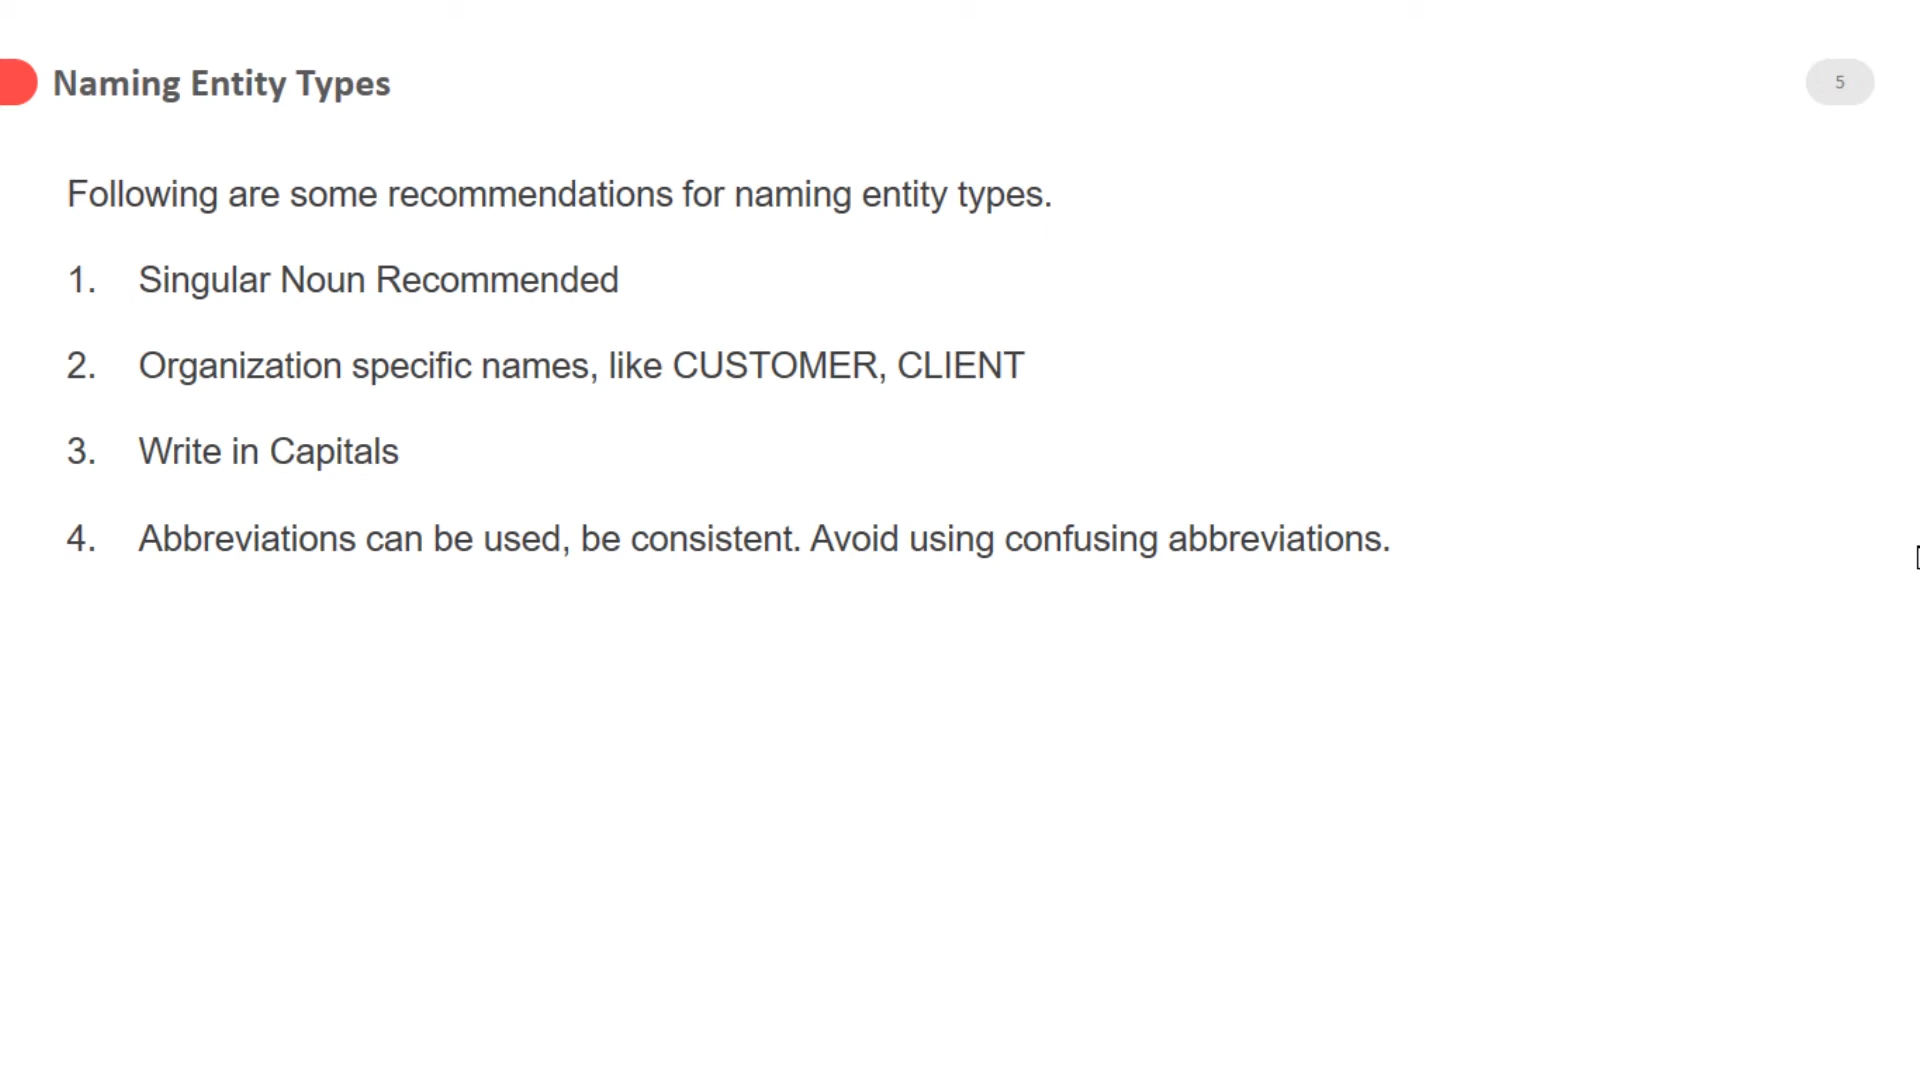 Naming Entity Types
5
Following are some recommendations for naming entity types.
1. Singular Noun Recommended
2. Organization specific names, like CUSTOMER, CLIENT
3. Write in Capitals
4. Abbreviations can be used, be consistent. Avoid using confusing abbreviations.